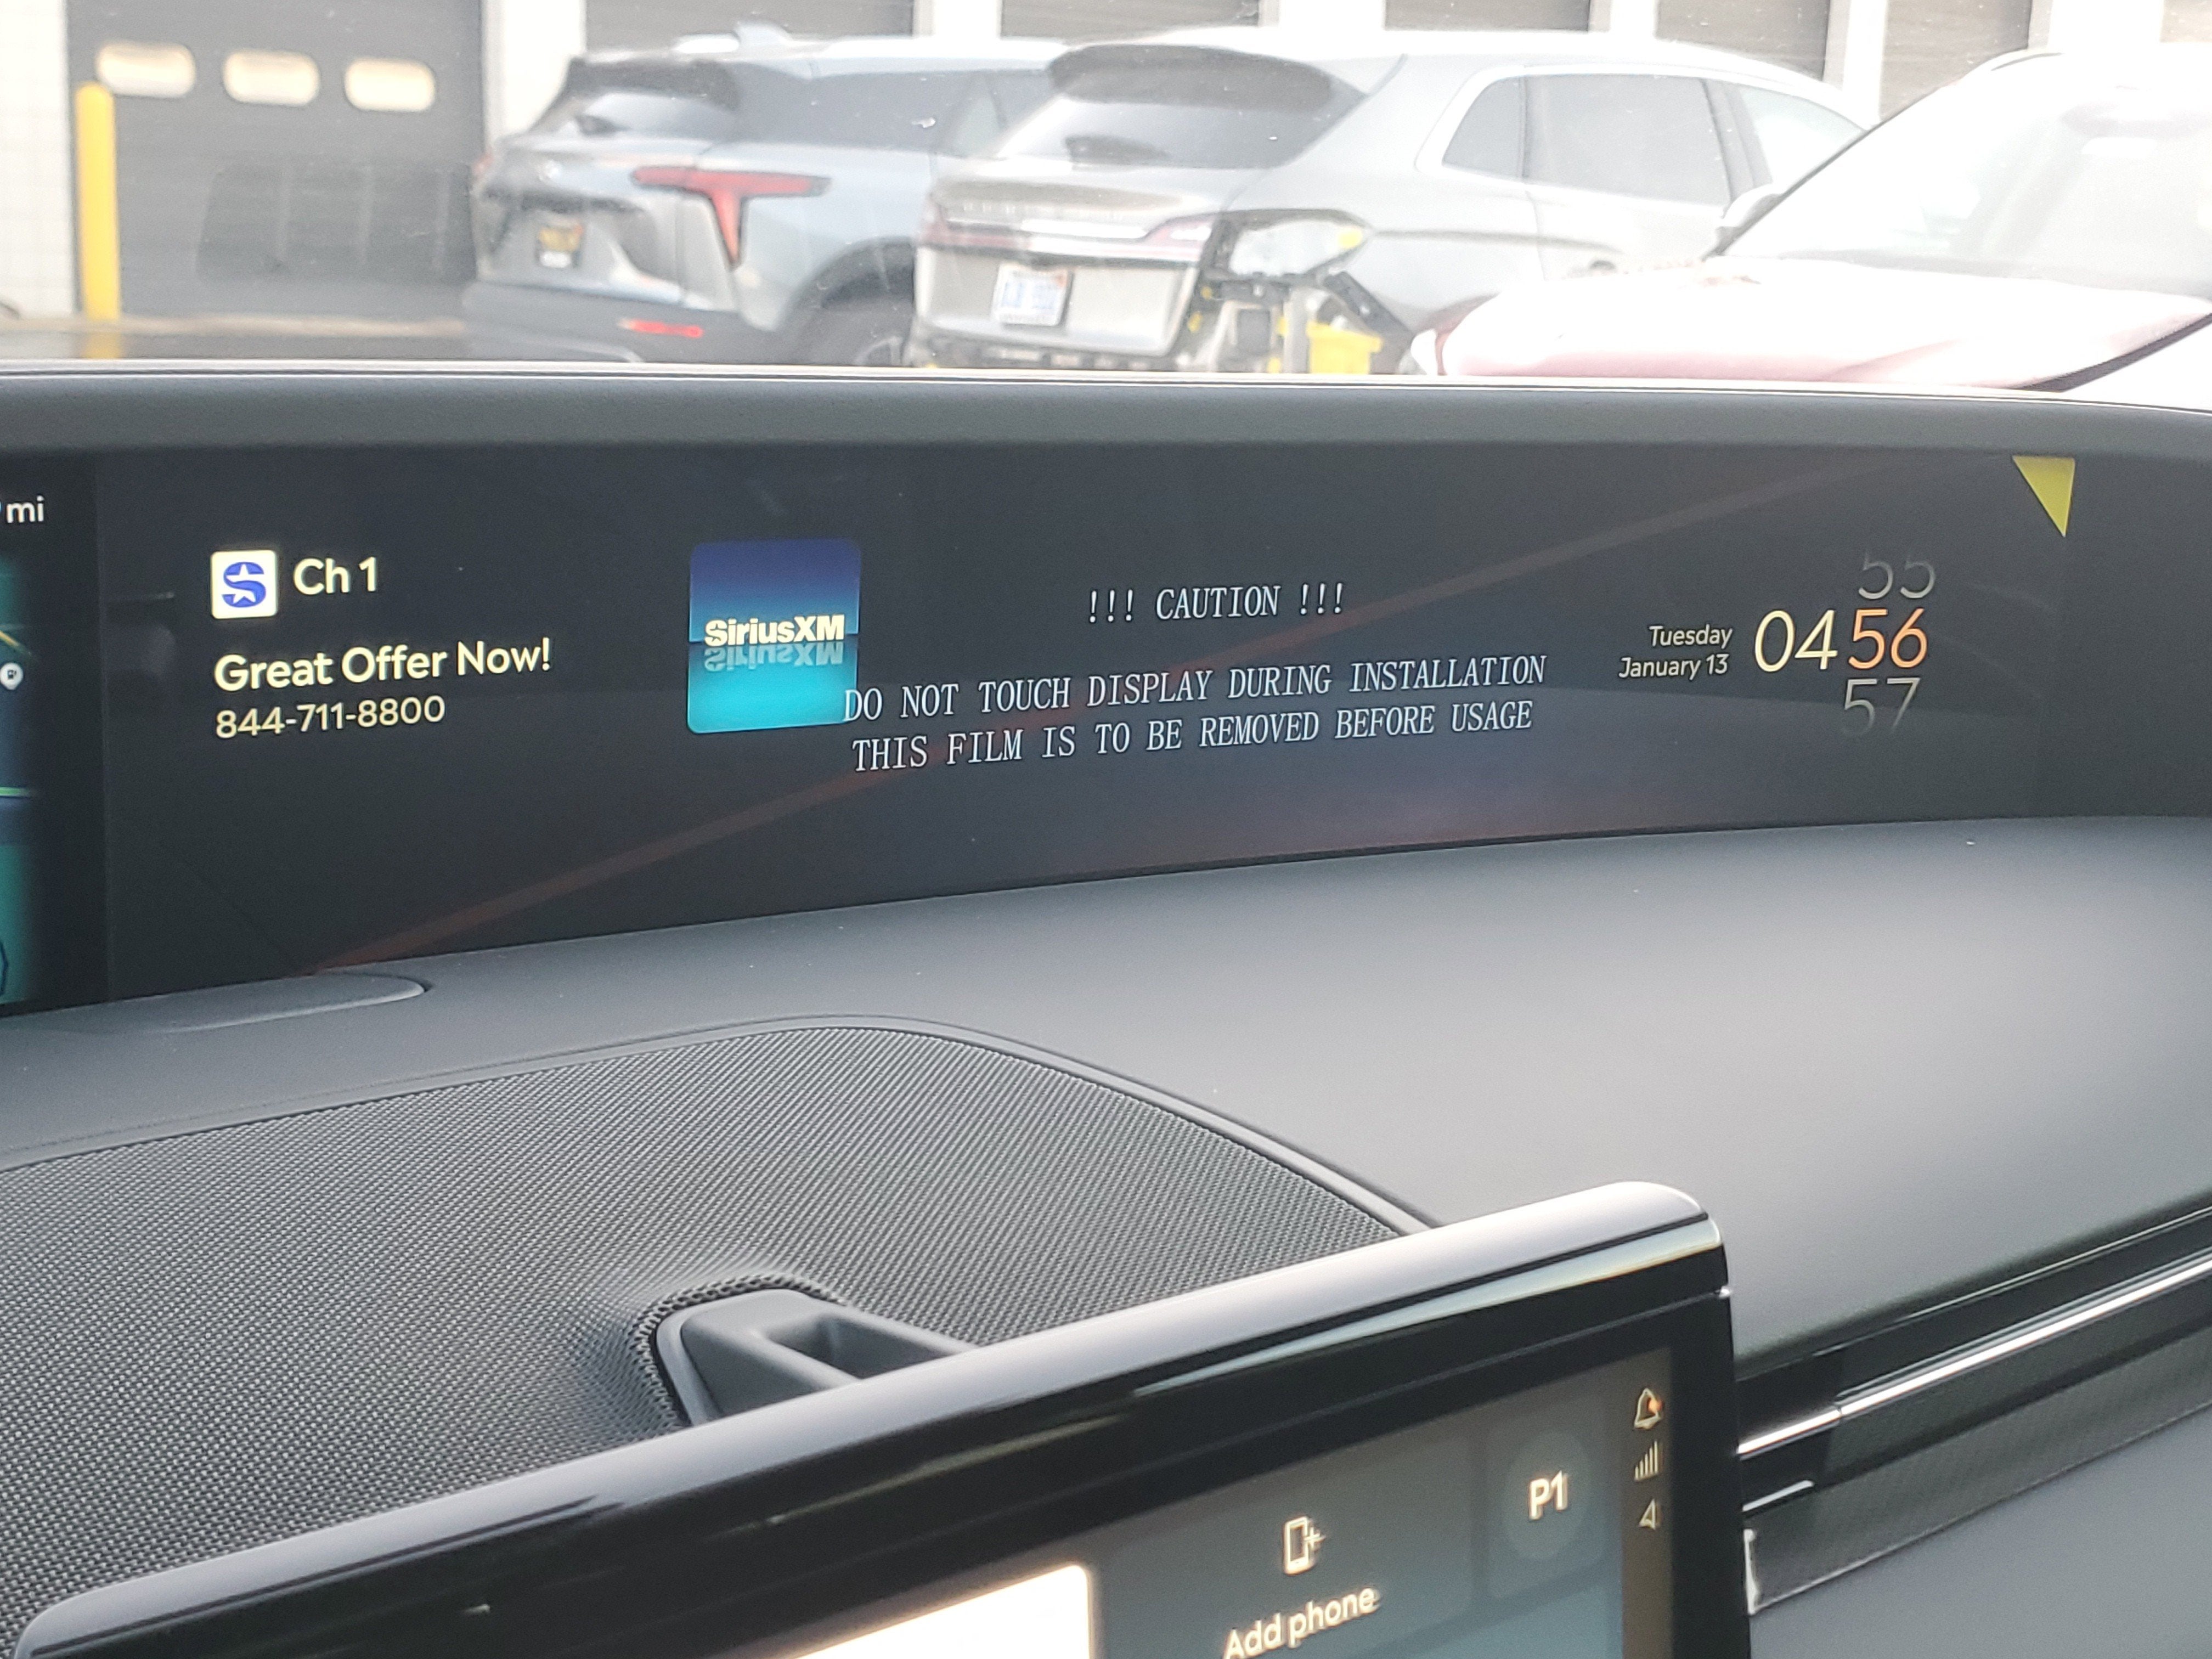 mi
Ch 1
Great Offer Now!
844-711-8800
SiriusXM
!!! CAUTION !!!
DO NOT TOUCH DISPLAY DURING INSTALLATION
THIS FILM IS TO BE REMOVED BEFORE USAGE
Tuesday
January 13
55
04 56
57
P1
Add phone